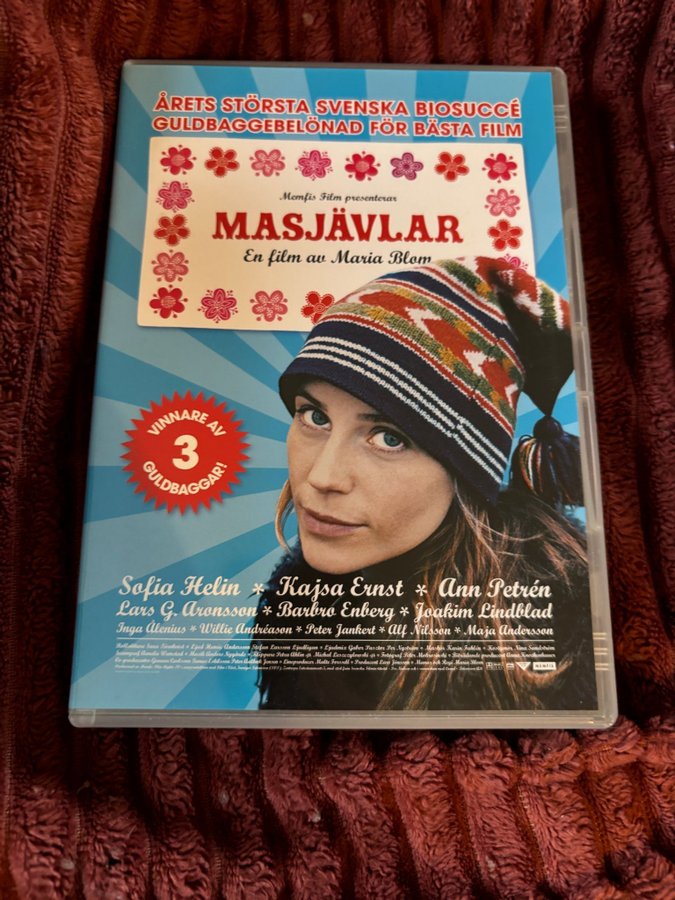 ÅRETS STÖRSTA SVENSKA BIOSUCCÉ
GULDBAGGEBELÖNAD FÖR BÄSTA FILM
Memfis Film presenterar
MASJÄVLAR
En film av Maria Blom
VINNARE AV
3
GULDBAGGAR!
Sofia Helin * Kajsa Ernst * Ann Petrén
Lars G. Aronsson * Barbro Enberg * Joakim Lindblad
Inga Ålenius * Willie Andréason * Peter Jankert * Alf Nilsson * Maja Andersson